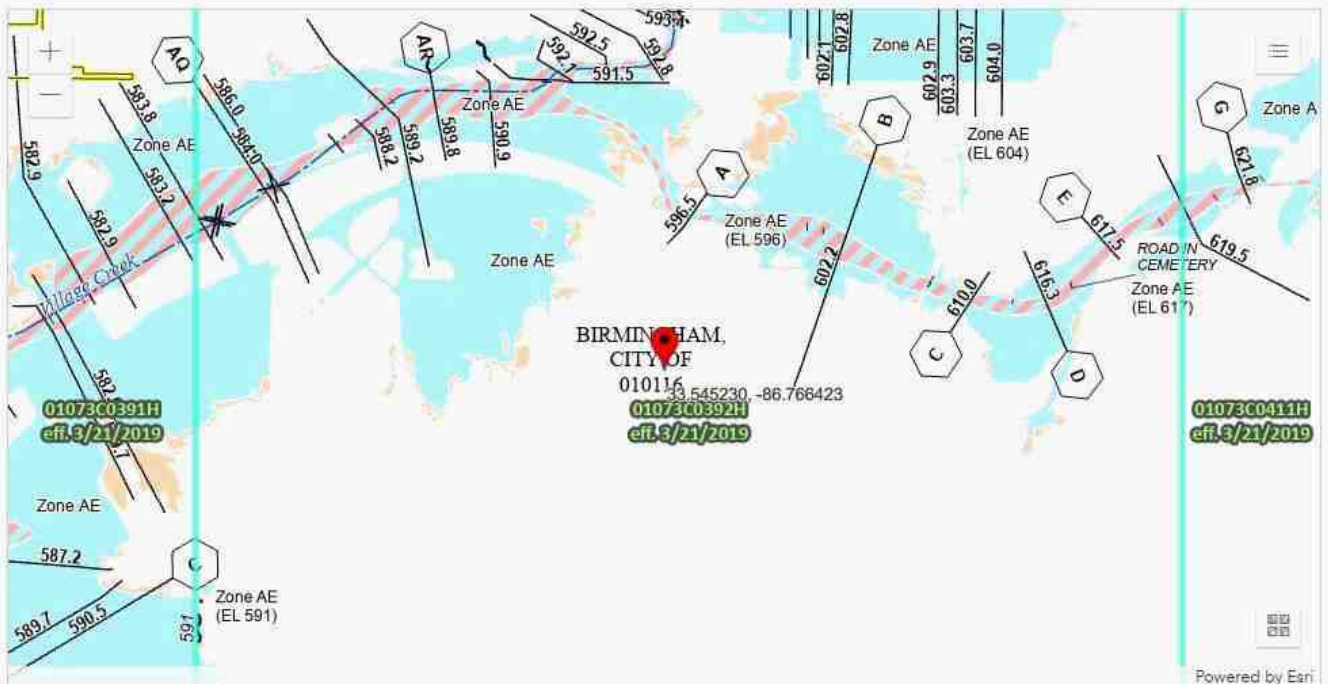 593.4
592.5
592.8
592.1
591.5
602.1
602.8
Zone AE
602.9
603.3
603.7
604.0
AQ
AR
G
Zone A
583.8
586.0
584.0
Zone AE
583.2
582.9
Zone AE
588.2
589.2
589.8
590.9
B
Zone AE
(EL 604)
621.8
A
596.5
E
617.5
Zone AE
(EL 596)
602.2
582.9
Village Creek
Zone AE
ROAD IN
CEMETERY
619.5
616.3
610.0
Zone AE
(EL 617)
C
D
BIRMINGHAM,
CITY OF
010116
33.545230, -86.766423
01073C0391H
eff. 3/21/2019
01073C0392H
eff. 3/21/2019
01073C0411H
eff. 3/21/2019
Zone AE
587.2
C
Zone AE
(EL 591)
589.7
590.5
591
Powered by Esri